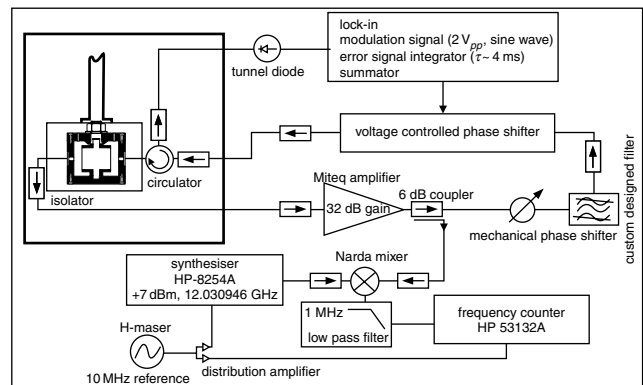 lock-in
modulation signal (2 Vpp, sine wave)
error signal integrator (τ~ 4 ms)
summator
tunnel diode
voltage controlled phase shifter
circulator
isolator
Miteq amplifier
32 dB gain
6 dB coupler
mechanical phase shifter
custom designed filter
synthesiser
HP-8254A
+7 dBm, 12.030946 GHz
Narda mixer
1 MHz
low pass filter
frequency counter
HP 53132A
H-maser
10 MHz reference
distribution amplifier